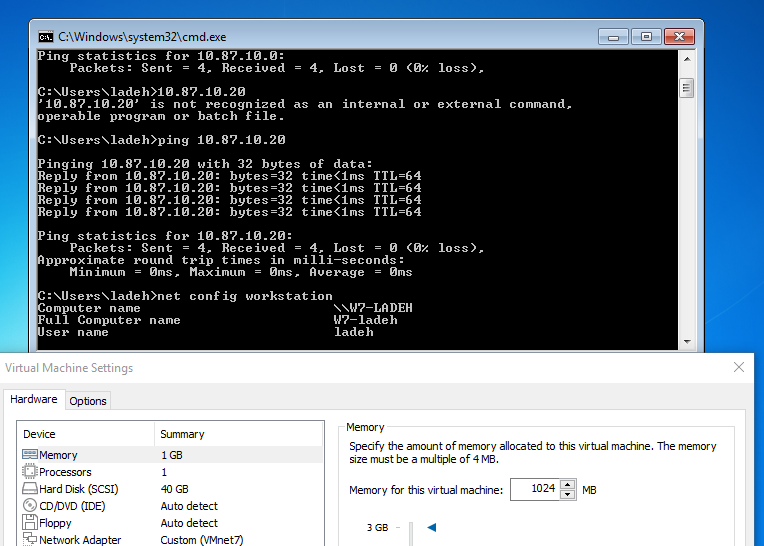 C:\Windows\system32\cmd.exe
Ping statistics for 10.87.10.0:
Packets: Sent = 4, Received = 4, Lost = 0 (0% loss),
C:\Users\ladeh>10.87.10.20
'10.87.10.20' is not recognized as an internal or external command,
operable program or batch file.
C:\Users\ladeh>ping 10.87.10.20
Pinging 10.87.10.20 with 32 bytes of data:
Reply from 10.87.10.20: bytes=32 time<1ms TTL=64
Reply from 10.87.10.20: bytes=32 time<1ms TTL=64
Reply from 10.87.10.20: bytes=32 time<1ms TTL=64
Reply from 10.87.10.20: bytes=32 time<1ms TTL=64
Ping statistics for 10.87.10.20:
Packets: Sent = 4, Received = 4, Lost = 0 (0% loss),
Approximate round trip times in milli-seconds:
Minimum = 0ms, Maximum = 0ms, Average = 0ms
C:\Users\ladeh>net config workstation
Computer name \\W7-LADEH
Full Computer name W7-ladeh
User name ladeh
Virtual Machine Settings
Hardware Options
Device Summary
Memory 1 GB
Processors 1
Hard Disk (SCSI) 40 GB
CD/DVD (IDE) Auto detect
Floppy Auto detect
Network Adapter Custom (VMnet7)
Memory
Specify the amount of memory allocated to this virtual machine. The memory
size must be a multiple of 4 MB.
Memory for this virtual machine: 1024 MB
3 GB